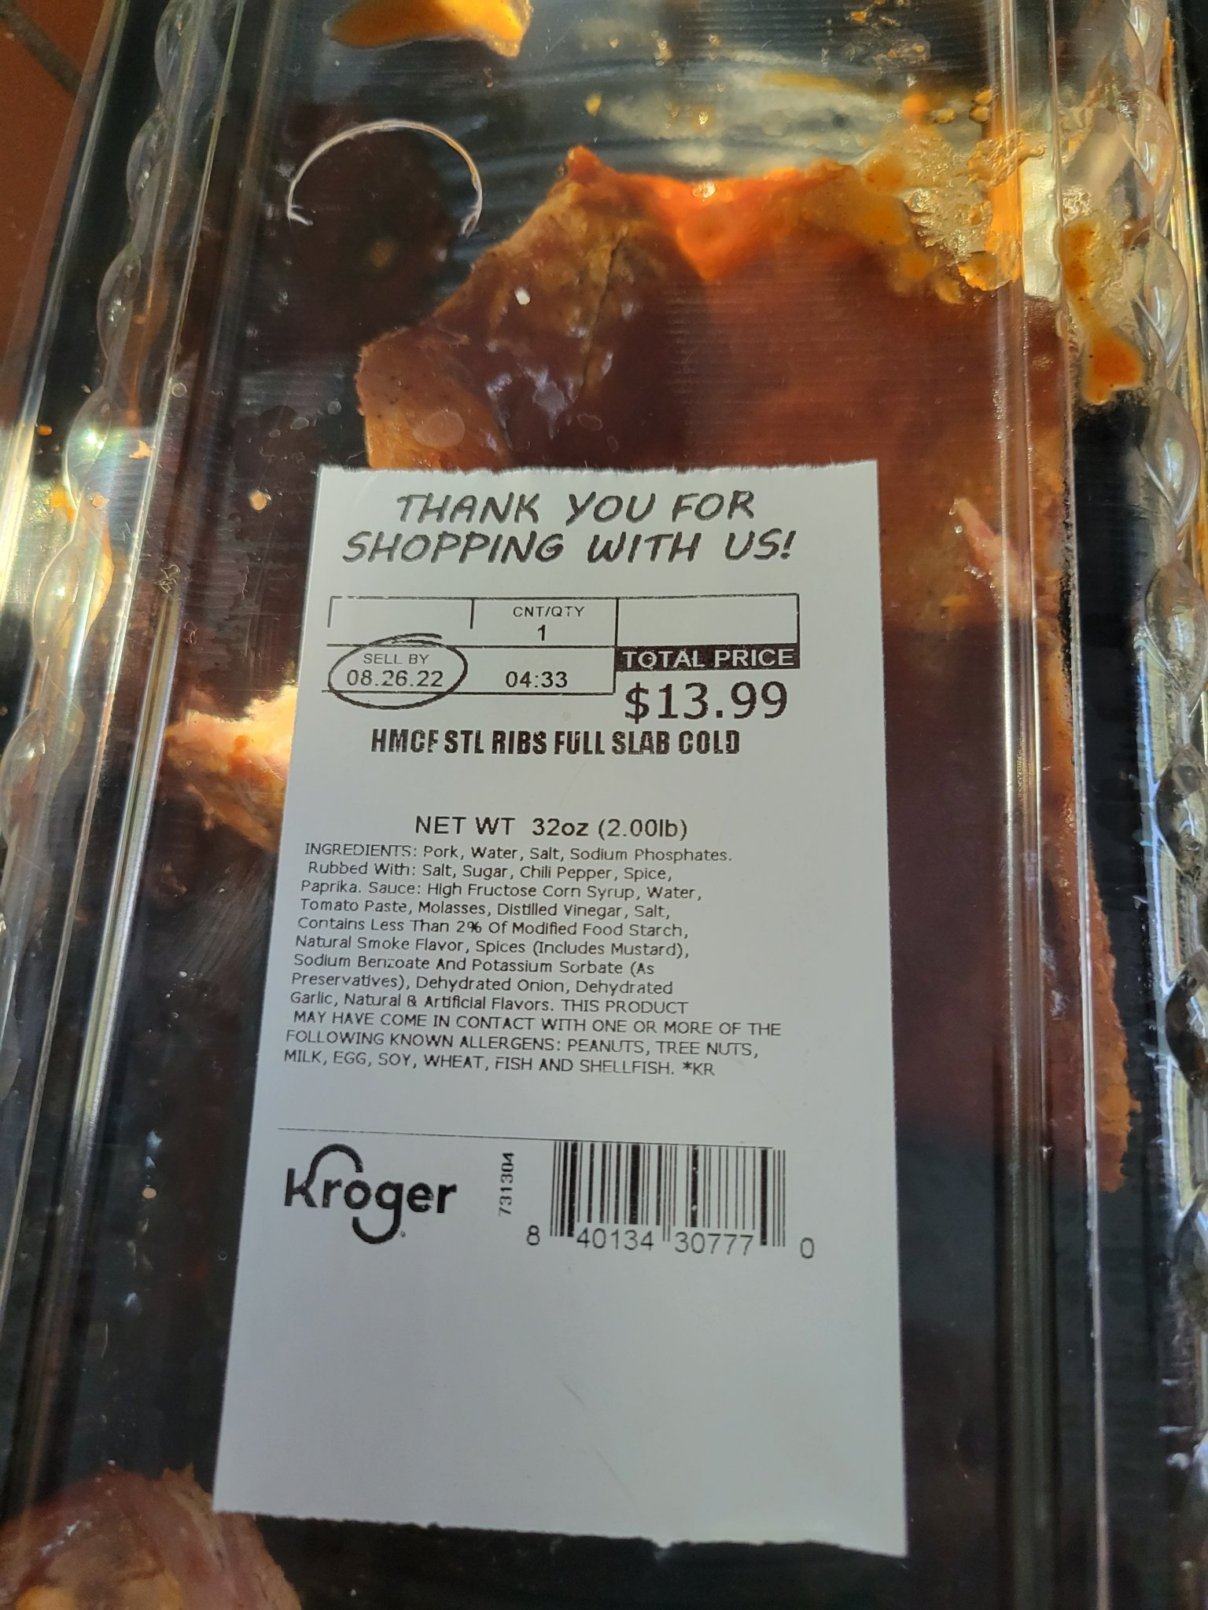 THANK YOU FOR
SHOPPING WITH US!
CNT/QTY
1
SELL BY
08.26.22
04:33
TOTAL PRICE
$13.99
HMCF STL RIBS FULL SLAB COLD
NET WT 32oz (2.00lb)
INGREDIENTS: Pork, Water, Salt, Sodium Phosphates.
Rubbed With: Salt, Sugar, Chili Pepper, Spice,
Paprika. Sauce: High Fructose Corn Syrup, Water,
Tomato Paste, Molasses, Distilled Vinegar, Salt,
Contains Less Than 2% Of Modified Food Starch,
Natural Smoke Flavor, Spices (Includes Mustard),
Sodium Benzoate And Potassium Sorbate (As
Preservatives), Dehydrated Onion, Dehydrated
Garlic, Natural & Artificial Flavors. THIS PRODUCT
MAY HAVE COME IN CONTACT WITH ONE OR MORE OF THE
FOLLOWING KNOWN ALLERGENS: PEANUTS, TREE NUTS,
MILK, EGG, SOY, WHEAT, FISH AND SHELLFISH. *KR
Kroger
731304
8 40134 30777 0